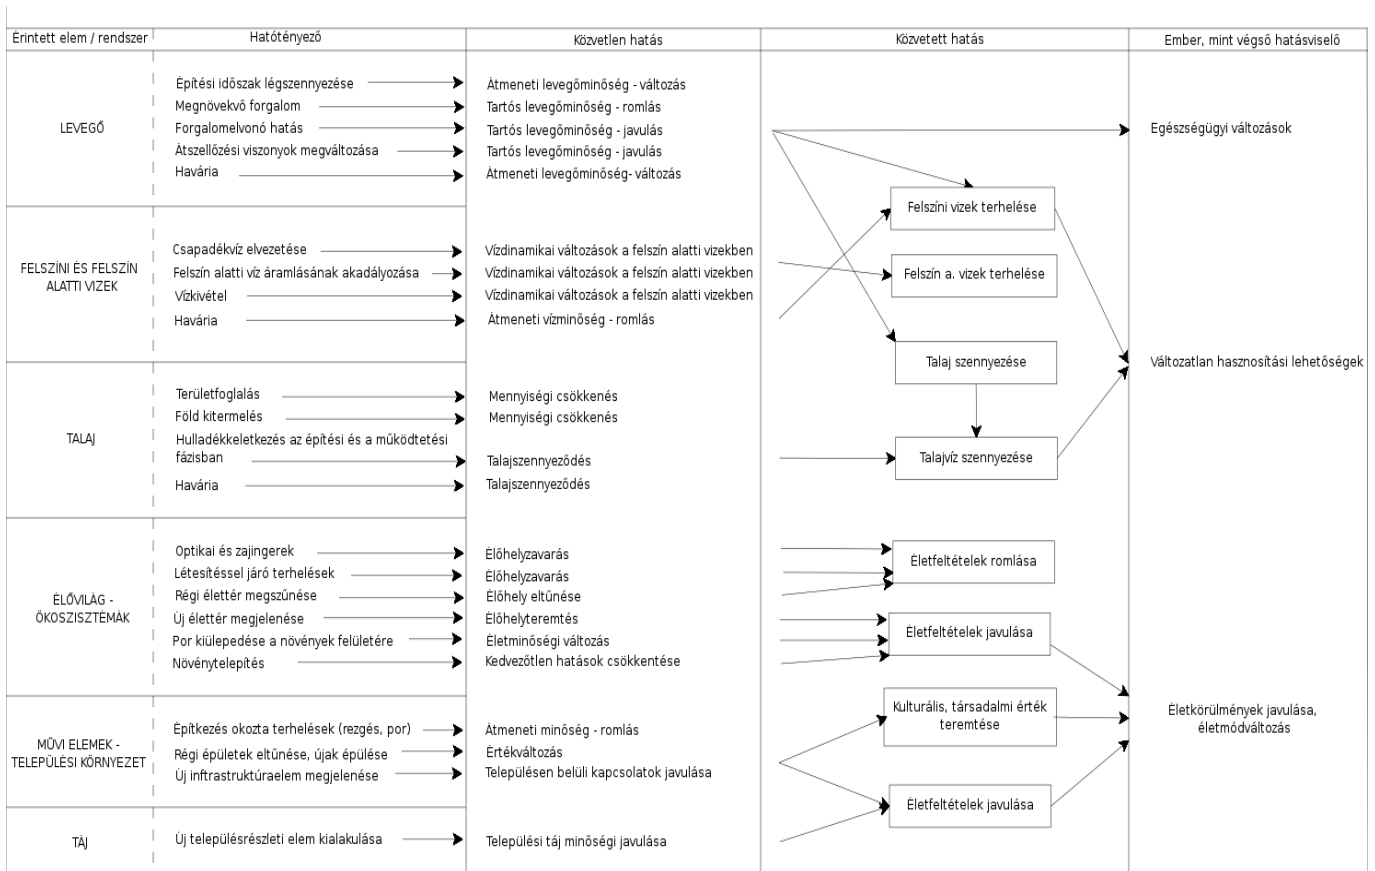 Érintett elem / rendszer
Hatótényező
Közvetlen hatás
Közvetett hatás
Ember, mint végső hatásviselő
LEVEGŐ
Építési időszak légszennyezése
Átmeneti levegőminőség - változás
Megnövekvő forgalom
Tartós levegőminőség - romlás
Forgalomelvonó hatás
Tartós levegőminőség - javulás
Átszellőzési viszonyok megváltozása
Tartós levegőminőség - javulás
Havária
Átmeneti levegőminőség- változás
Egészségügyi változások
Felszíni vizek terhelése
FELSZÍNI ÉS FELSZÍN
ALATTI VIZEK
Csapadékvíz elvezetése
Vízdinamikai változások a felszín alatti vizekben
Felszín alatti víz áramlásának akadályozása
Vízdinamikai változások a felszín alatti vizekben
Vízkivétel
Vízdinamikai változások a felszín alatti vizekben
Havária
Átmeneti vízminőség - romlás
Felszín a. vizek terhelése
Talaj szennyezése
Változatlan hasznosítási lehetőségek
TALAJ
Területfoglalás
Mennyiségi csökkenés
Föld kitermelés
Mennyiségi csökkenés
Hulladékkeletkezés az építési és a működtetési
fázisban
Talajszennyeződés
Havária
Talajszennyeződés
Talajvíz szennyezése
ÉLŐVILÁG -
ÖKOSZISZTÉMÁK
Optikai és zajingerek
Élőhelyzavarás
Létesítéssel járó terhelések
Élőhelyzavarás
Régi élettér megszűnése
Élőhely eltűnése
Új élettér megjelenése
Élőhelyteremtés
Por kiülepedése a növények felületére
Életminőségi változás
Növénytelepítés
Kedvezőtlen hatások csökkentése
Életfeltételek romlása
Életfeltételek javulása
MŰVI ELEMEK -
TELEPÜLÉSI KÖRNYEZET
Építkezés okozta terhelések (rezgés, por)
Átmeneti minőség - romlás
Régi épületek eltűnése, újak épülése
Értékváltozás
Új inftrastruktúraelem megjelenése
Településen belüli kapcsolatok javulása
Kulturális, társadalmi érték
teremtése
Életkörülmények javulása,
életmódváltozás
Életfeltételek javulása
TÁJ
Új településrészleti elem kialakulása
Települési táj minőségi javulása